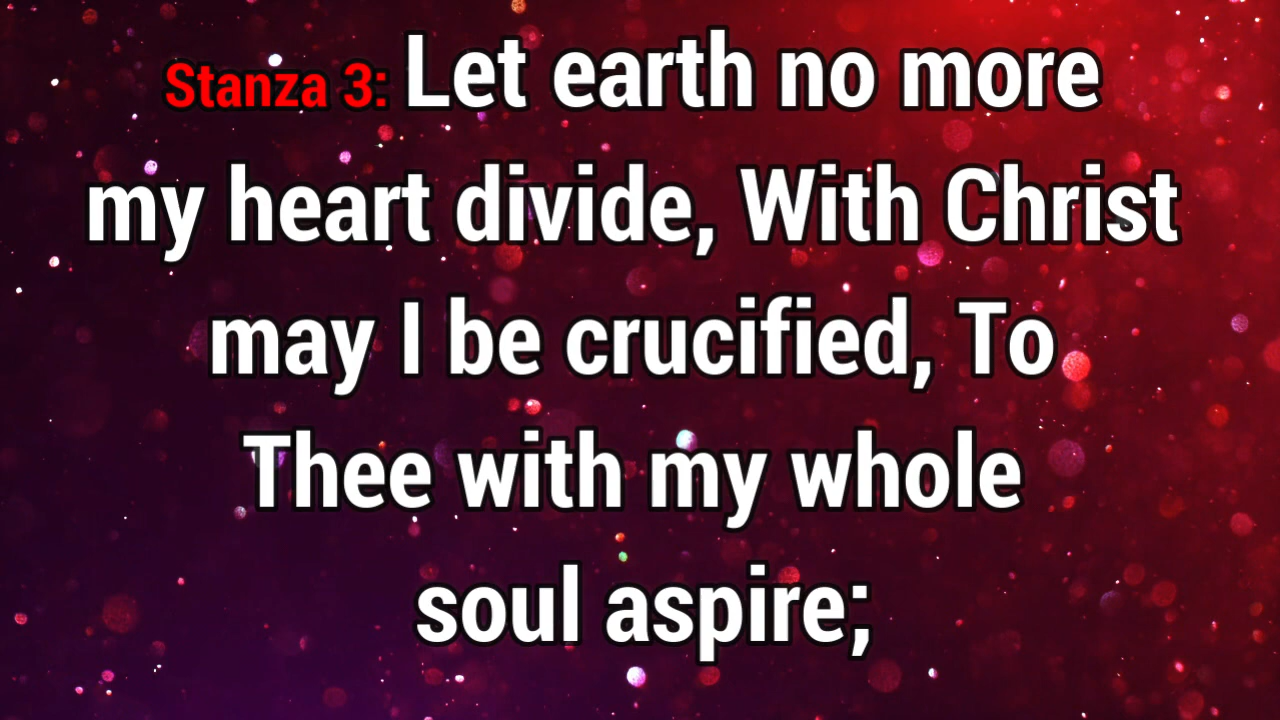 Stanza 3: Let earth no more
my heart divide, With Christ
may I be crucified, To
Thee with my whole
soul aspire;